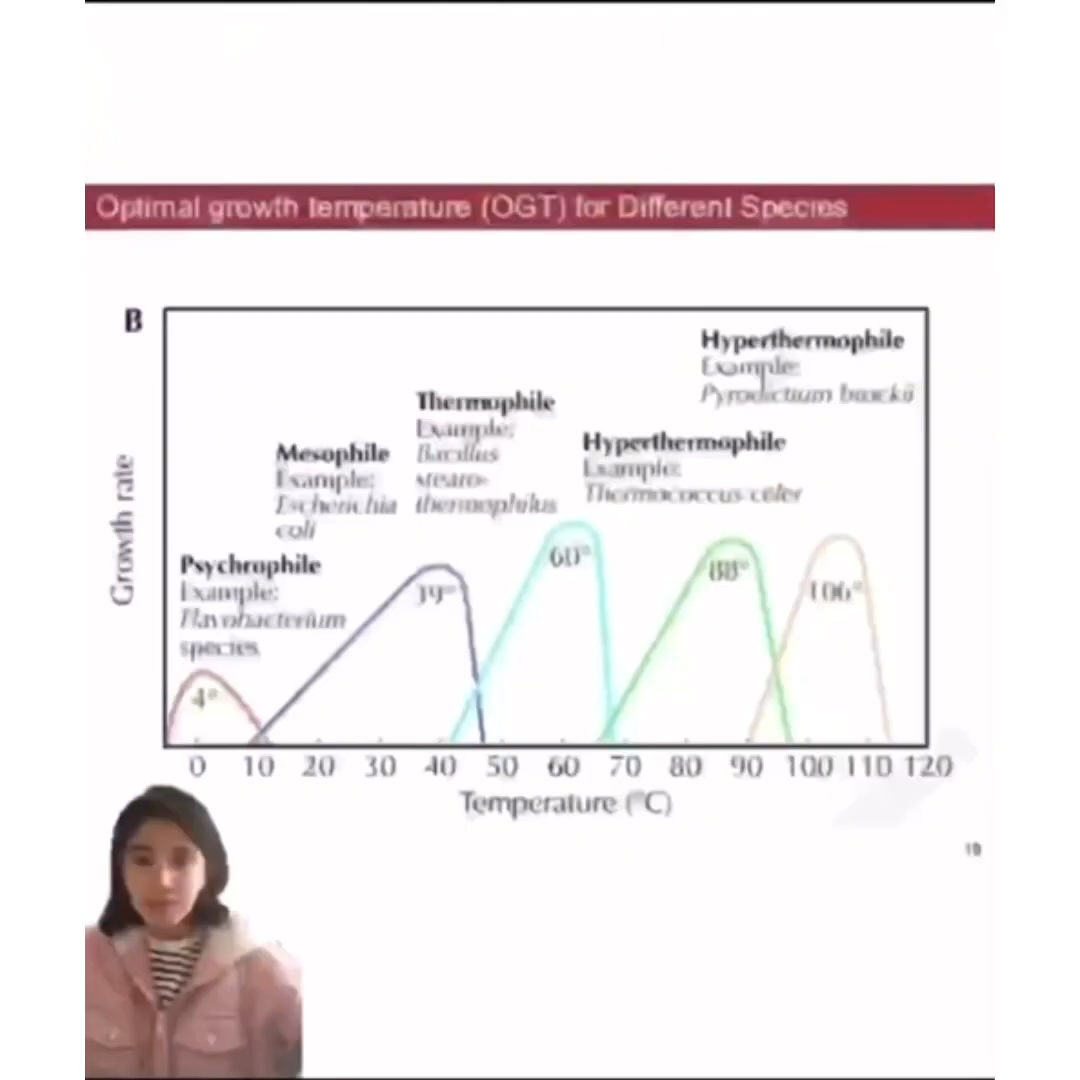 Optimal growth temperature (OGT) for Different Species
B
Hyperthermophile
Example:
Pyrodictium brockii
Thermophile
Example:
Bacillus
stearo-
thermophilus
Hyperthermophile
Example:
Thermococcus celer
Mesophile
Example:
Escherichia
coli
Psychrophile
Example:
Flavobacterium
species
4°
39°
60°
88°
106°
Growth rate
0 10 20 30 40 50 60 70 80 90 100 110 120
Temperature (°C)